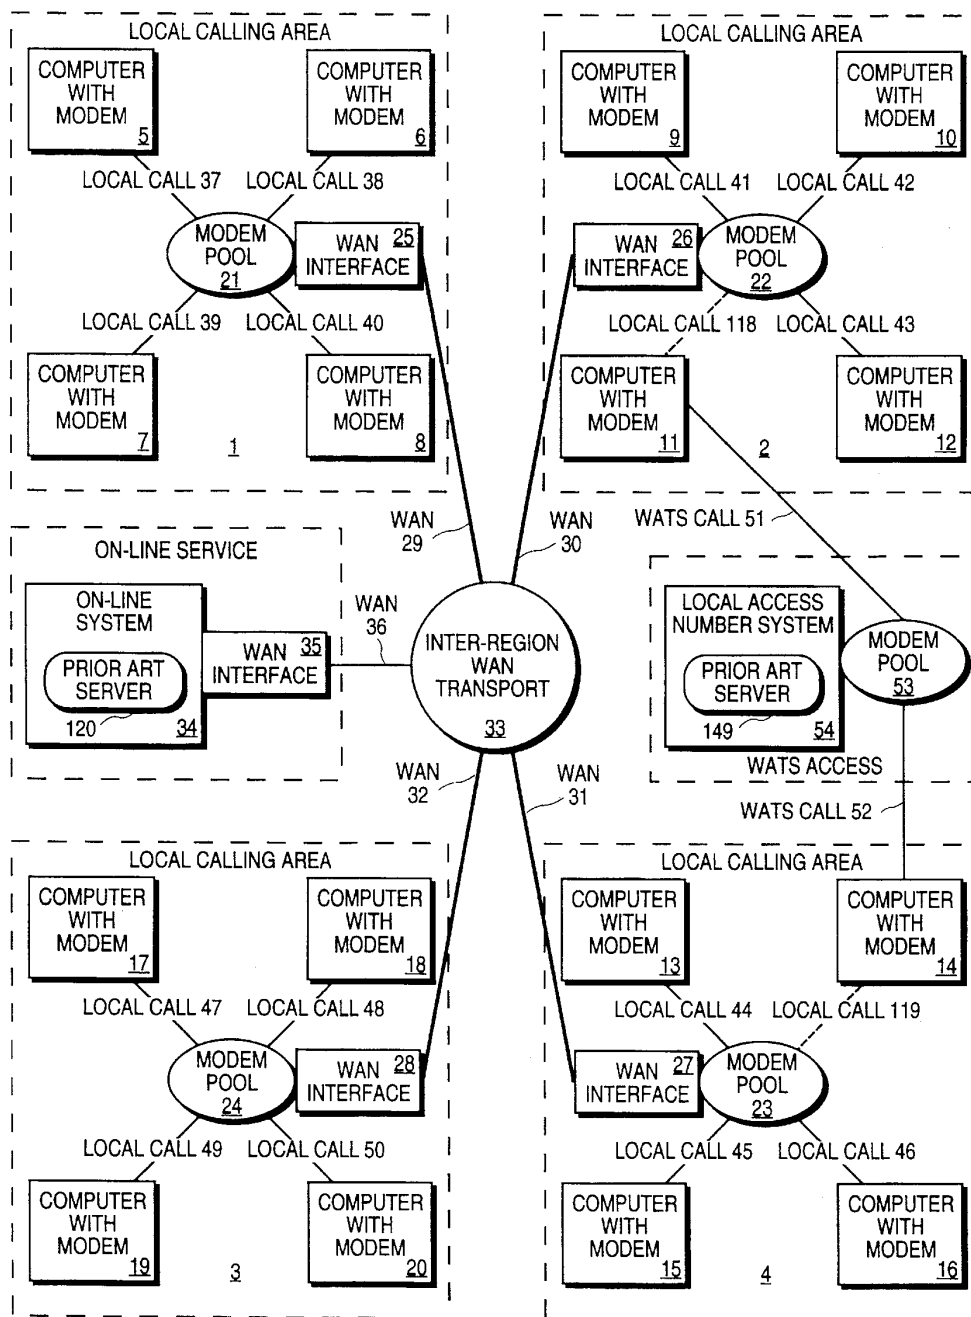 LOCAL CALLING AREA
COMPUTER
WITH
MODEM
5
COMPUTER
WITH
MODEM
6
LOCAL CALL 37
LOCAL CALL 38
MODEM
POOL
21
WAN
INTERFACE
25
LOCAL CALL 39
LOCAL CALL 40
COMPUTER
WITH
MODEM
7
COMPUTER
WITH
MODEM
8
1
LOCAL CALLING AREA
COMPUTER
WITH
MODEM
9
COMPUTER
WITH
MODEM
10
LOCAL CALL 41
LOCAL CALL 42
WAN
INTERFACE
26
MODEM
POOL
22
LOCAL CALL 118
LOCAL CALL 43
COMPUTER
WITH
MODEM
11
COMPUTER
WITH
MODEM
12
2
WAN
29
WAN
30
WATS CALL 51
ON-LINE SERVICE
ON-LINE
SYSTEM
PRIOR ART
SERVER
120
34
WAN
INTERFACE
35
WAN
36
INTER-REGION
WAN
TRANSPORT
33
LOCAL ACCESS
NUMBER SYSTEM
PRIOR ART
SERVER
149
54
MODEM
POOL
53
WATS ACCESS
WAN
32
WAN
31
WATS CALL 52
LOCAL CALLING AREA
COMPUTER
WITH
MODEM
17
COMPUTER
WITH
MODEM
18
LOCAL CALL 47
LOCAL CALL 48
MODEM
POOL
24
WAN
INTERFACE
28
LOCAL CALL 49
LOCAL CALL 50
COMPUTER
WITH
MODEM
19
COMPUTER
WITH
MODEM
20
3
LOCAL CALLING AREA
COMPUTER
WITH
MODEM
13
COMPUTER
WITH
MODEM
14
LOCAL CALL 44
LOCAL CALL 119
WAN
INTERFACE
27
MODEM
POOL
23
LOCAL CALL 45
LOCAL CALL 46
COMPUTER
WITH
MODEM
15
COMPUTER
WITH
MODEM
16
4